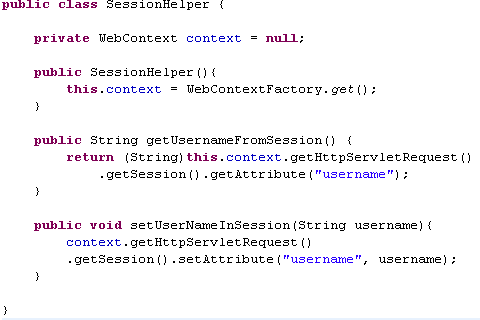 public class SessionHelper {
private WebContext context = null;
public SessionHelper(){
this.context = WebContextFactory.get();
}
public String getUsernameFromSession() {
return (String)this.context.getHttpServletRequest()
.getSession().getAttribute("username");
}
public void setUserNameInSession(String username){
context.getHttpServletRequest()
.getSession().setAttribute("username", username);
}
}